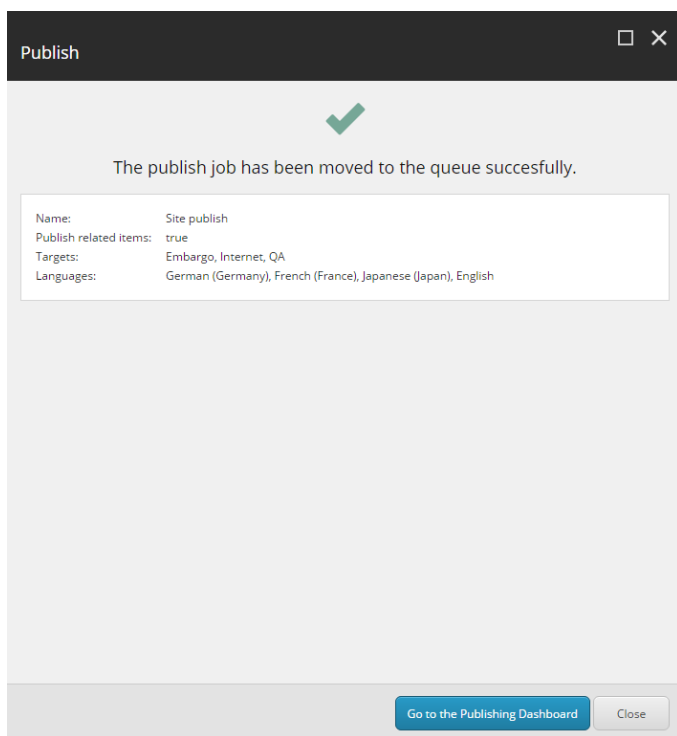 Publish
The publish job has been moved to the queue succesfully.
Name: Site publish
Publish related items: true
Targets: Embargo, Internet, QA
Languages: German (Germany), French (France), Japanese (Japan), English
Go to the Publishing Dashboard Close